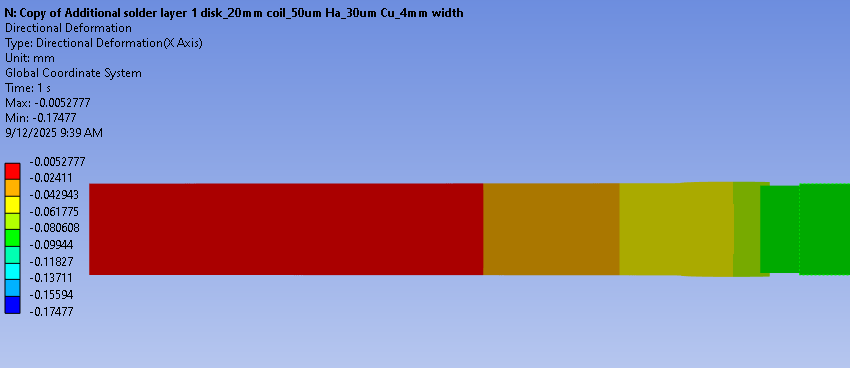 N: Copy of Additional solder layer 1 disk_20mm coil_50um Ha_30um Cu_4mm width
Directional Deformation
Type: Directional Deformation(X Axis)
Unit: mm
Global Coordinate System
Time: 1 s
Max: -0.0052777
Min: -0.17477
9/12/2025 9:39 AM
-0.0052777
-0.02411
-0.042943
-0.061775
-0.080608
-0.09944
-0.11827
-0.13711
-0.15594
-0.17477